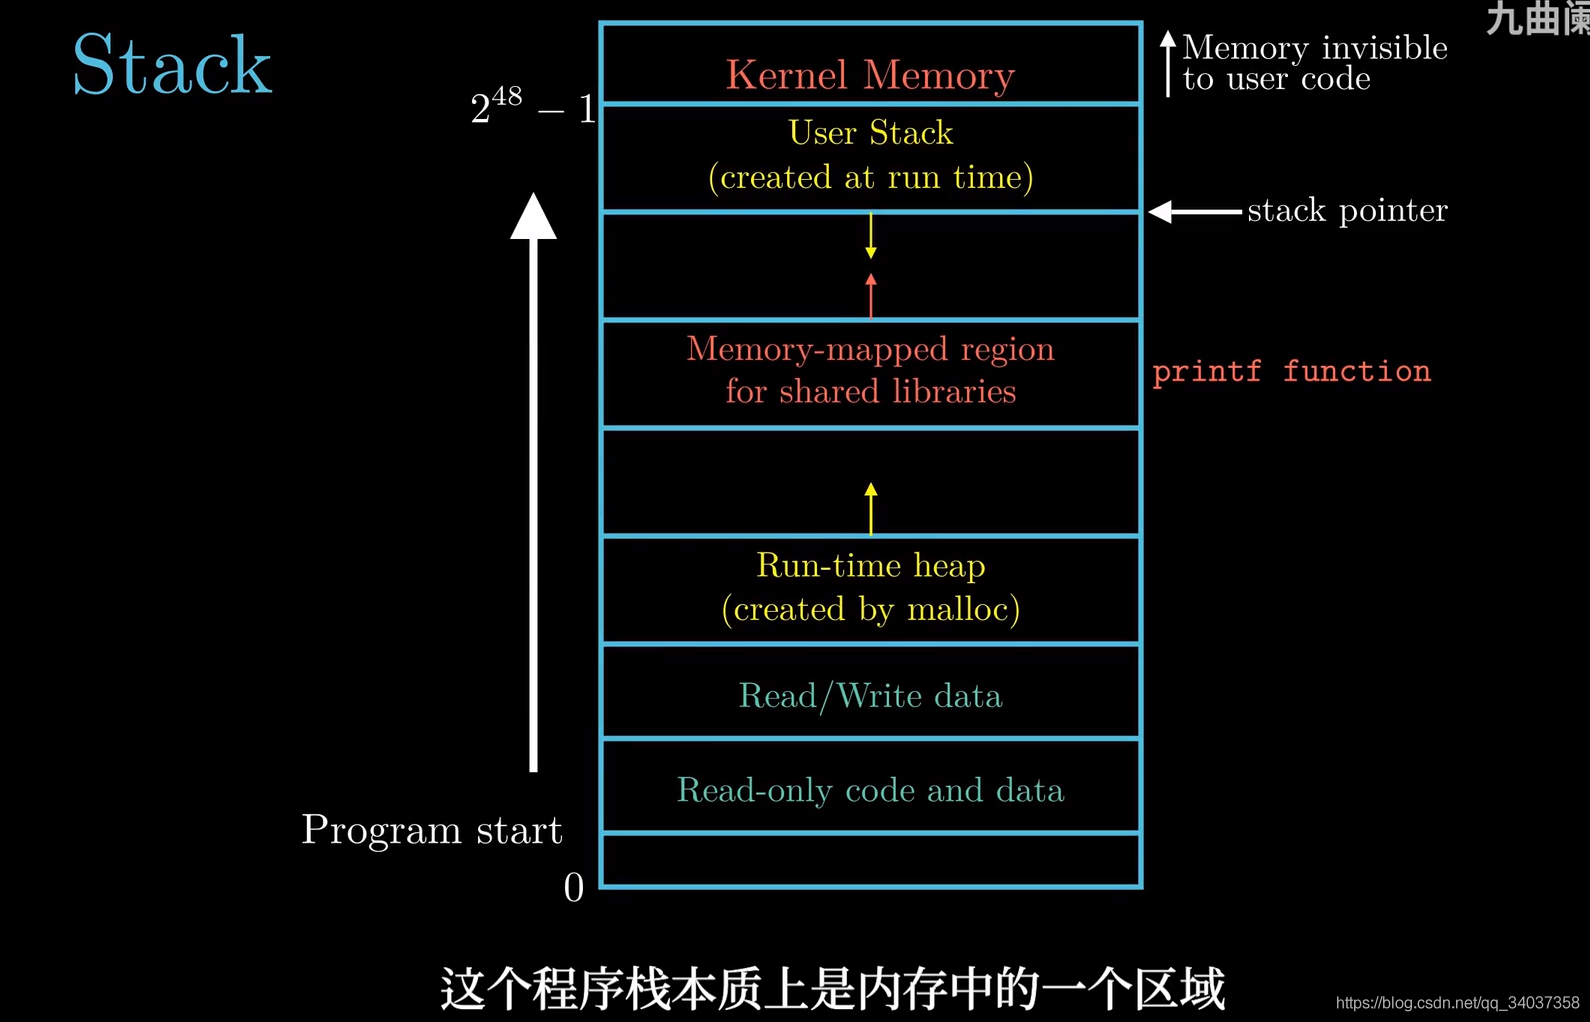 Stack
九曲阑
Kernel Memory
Memory invisible
to user code
2^48 − 1
User Stack
(created at run time)
stack pointer
Memory-mapped region
for shared libraries
printf function
Run-time heap
(created by malloc)
Read/Write data
Read-only code and data
Program start
0
这个程序栈本质上是内存中的一个区域
https://blog.csdn.net/qq_34037358